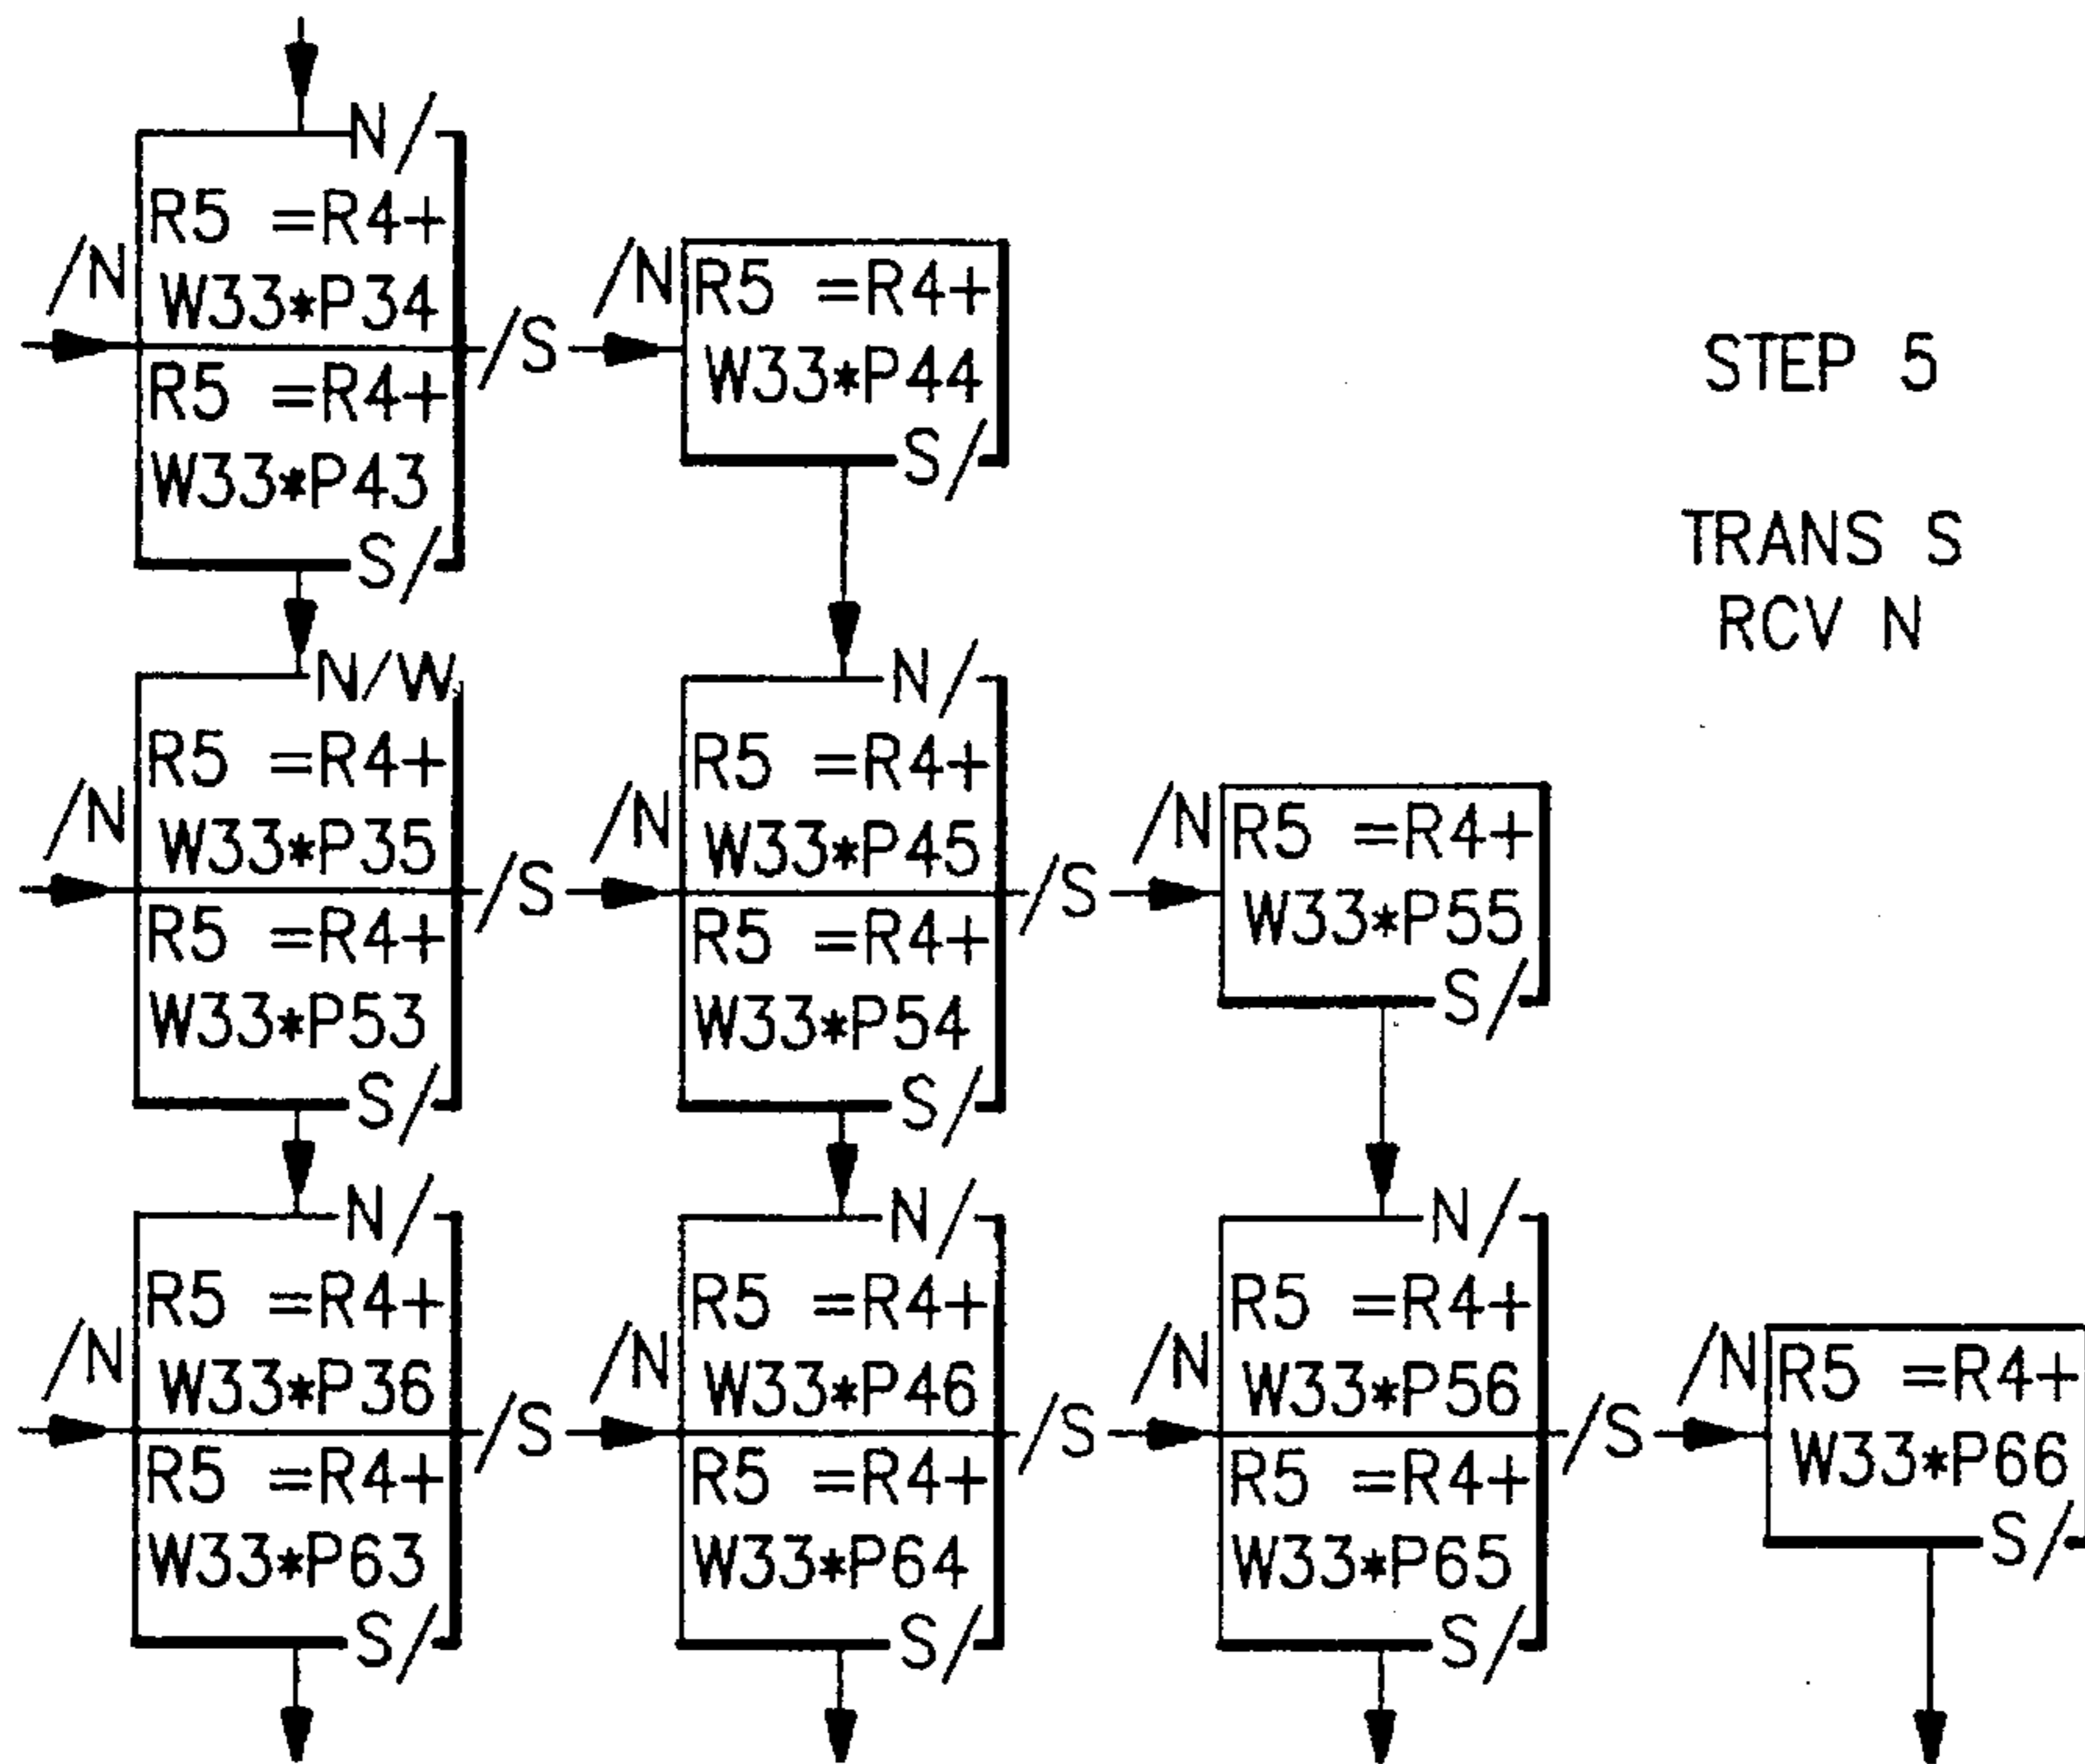 N/
R5 =R4+
/N
W33*P34
R5 =R4+
W33*P43
S/
/S
/N
R5 =R4+
W33*P44
S/
STEP 5
TRANS S
RCV N
N/W
R5 =R4+
/N
W33*P35
R5 =R4+
W33*P53
S/
/S
N/
R5 =R4+
/N
W33*P45
R5 =R4+
W33*P54
S/
/S
/N
R5 =R4+
W33*P55
S/
N/
R5 =R4+
/N
W33*P36
R5 =R4+
W33*P63
S/
/S
N/
R5 =R4+
/N
W33*P46
R5 =R4+
W33*P64
S/
/S
N/
R5 =R4+
/N
W33*P56
R5 =R4+
W33*P65
S/
/S
/N
R5 =R4+
W33*P66
S/